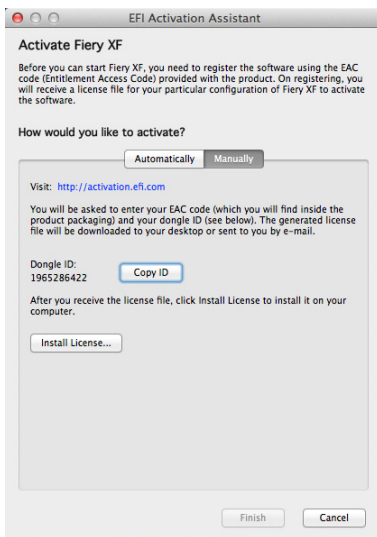 EFI Activation Assistant
Activate Fiery XF
Before you can start Fiery XF, you need to register the software using the EAC
code (Entitlement Access Code) provided with the product. On registering, you
will receive a license file for your particular configuration of Fiery XF to activate
the software.
How would you like to activate?
Automatically Manually
Visit: http://activation.efi.com
You will be asked to enter your EAC code (which you will find inside the
product packaging) and your dongle ID (see below). The generated license
file will be downloaded to your desktop or sent to you by e-mail.
Dongle ID:
1965286422
Copy ID
After you receive the license file, click Install License to install it on your
computer.
Install License...
Finish Cancel